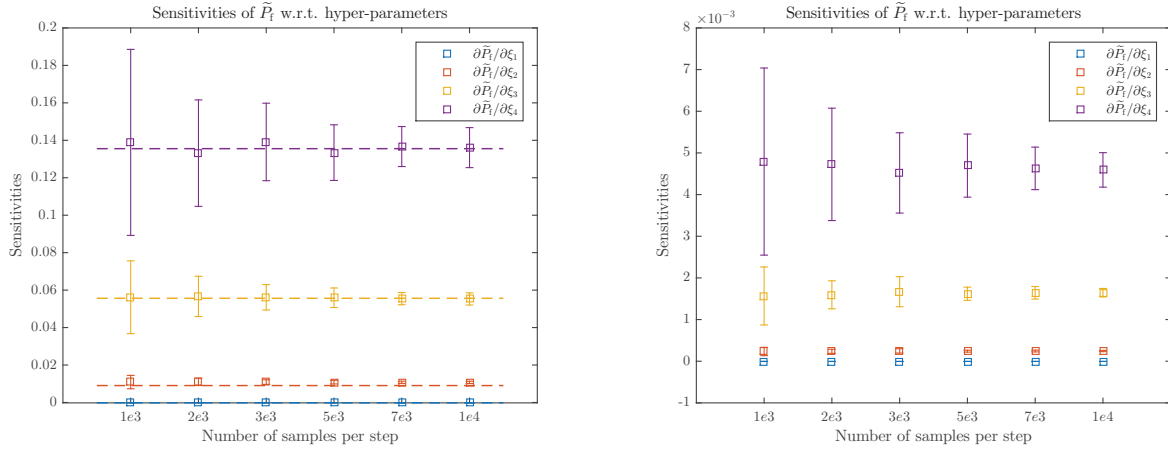 Sensitivities of P̃f w.r.t. hyper-parameters
0.2
0.18
0.16
0.14
0.12
0.1
0.08
0.06
0.04
0.02
0
Sensitivities
∂P̃f/∂ξ1
∂P̃f/∂ξ2
∂P̃f/∂ξ3
∂P̃f/∂ξ4
1e3 2e3 3e3 5e3 7e3 1e4
Number of samples per step
Sensitivities of P̃f w.r.t. hyper-parameters
× 10−3
8
7
6
5
4
3
2
1
0
-1
Sensitivities
∂P̃f/∂ξ1
∂P̃f/∂ξ2
∂P̃f/∂ξ3
∂P̃f/∂ξ4
1e3 2e3 3e3 5e3 7e3 1e4
Number of samples per step